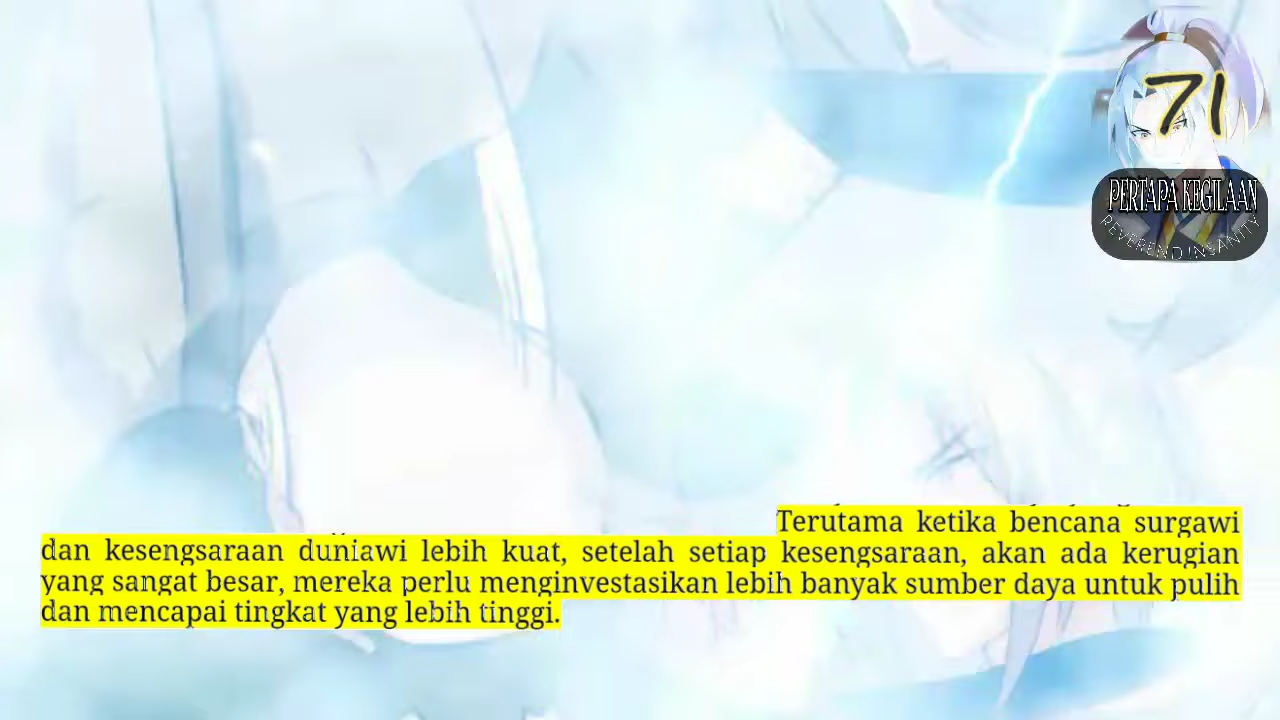 71
PERTAPA KEGILAAN
REVEREND INSANITY
Terutama ketika bencana surgawi
dan kesengsaraan duniawi lebih kuat, setelah setiap kesengsaraan, akan ada kerugian
yang sangat besar, mereka perlu menginvestasikan lebih banyak sumber daya untuk pulih
dan mencapai tingkat yang lebih tinggi.